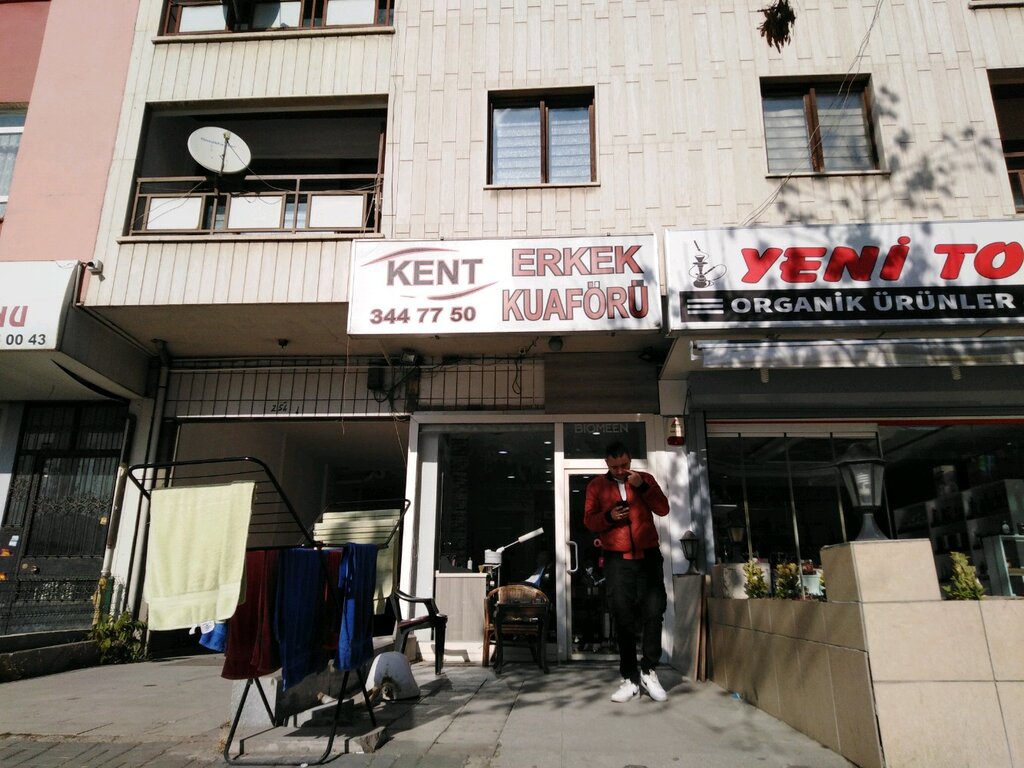 KENT
344 77 50
ERKEK
KUAFÖRÜ
YENİ TO
ORGANİK ÜRÜNLER
NU
00 43
BIOMEEN